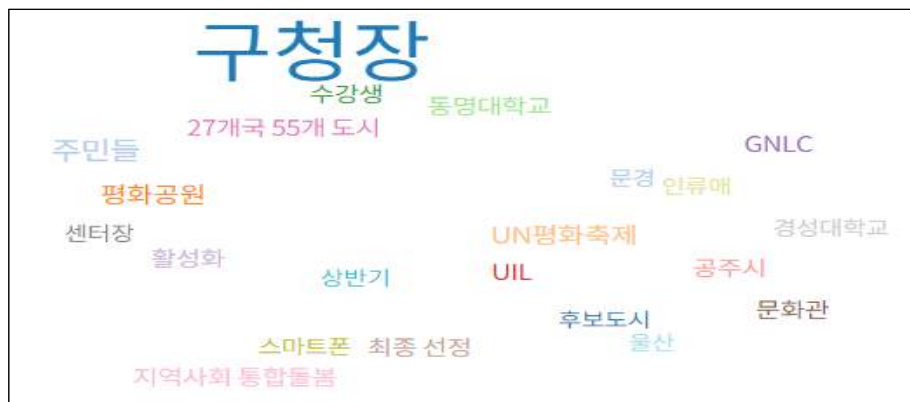 구청장
수강생
동명대학교
27개국 55개 도시
주민들
GNLC
문경
인류애
평화공원
센터장
UN평화축제
경성대학교
활성화
상반기
UIL
공주시
후보도시
문화관
스마트폰
최종 선정
울산
지역사회 통합돌봄